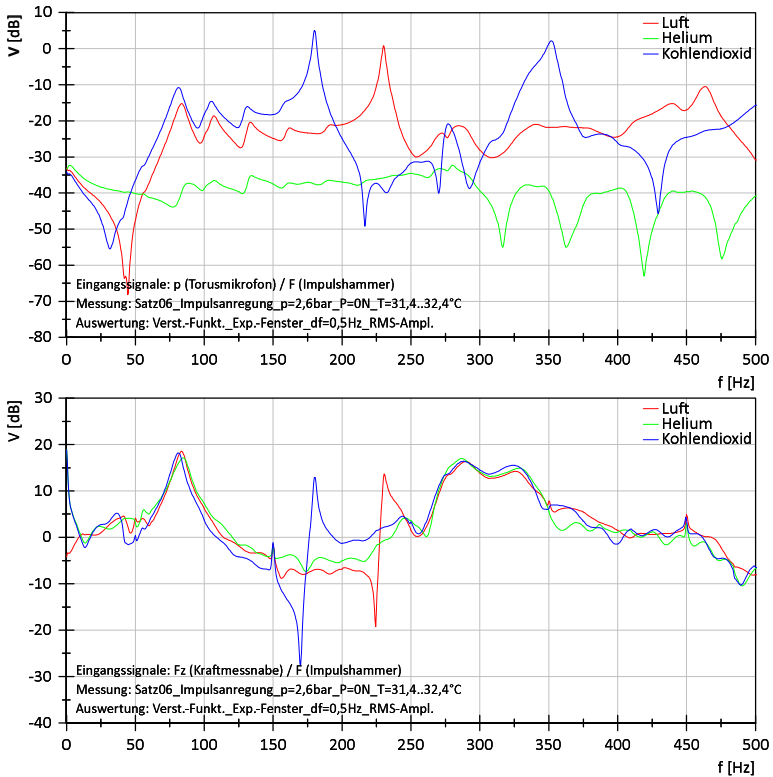 V [dB]
10
0
-10
-20
-30
-40
-50
-60
-70
-80
Luft
Helium
Kohlendioxid
Eingangssignale: p (Torusmikrofon) / F (Impulshammer)
Messung: Satz06_Impulsanregung_p=2,6bar_P=0N_T=31,4..32,4°C
Auswertung: Verst.-Funkt._Exp.-Fenster_df=0,5Hz_RMS-Ampl.
0 50 100 150 200 250 300 350 400 450 500
f [Hz]
V [dB]
30
20
10
0
-10
-20
-30
-40
Luft
Helium
Kohlendioxid
Eingangssignale: Fz (Kraftmessnabe) / F (Impulshammer)
Messung: Satz06_Impulsanregung_p=2,6bar_P=0N_T=31,4..32,4°C
Auswertung: Verst.-Funkt._Exp.-Fenster_df=0,5Hz_RMS-Ampl.
0 50 100 150 200 250 300 350 400 450 500
f [Hz]